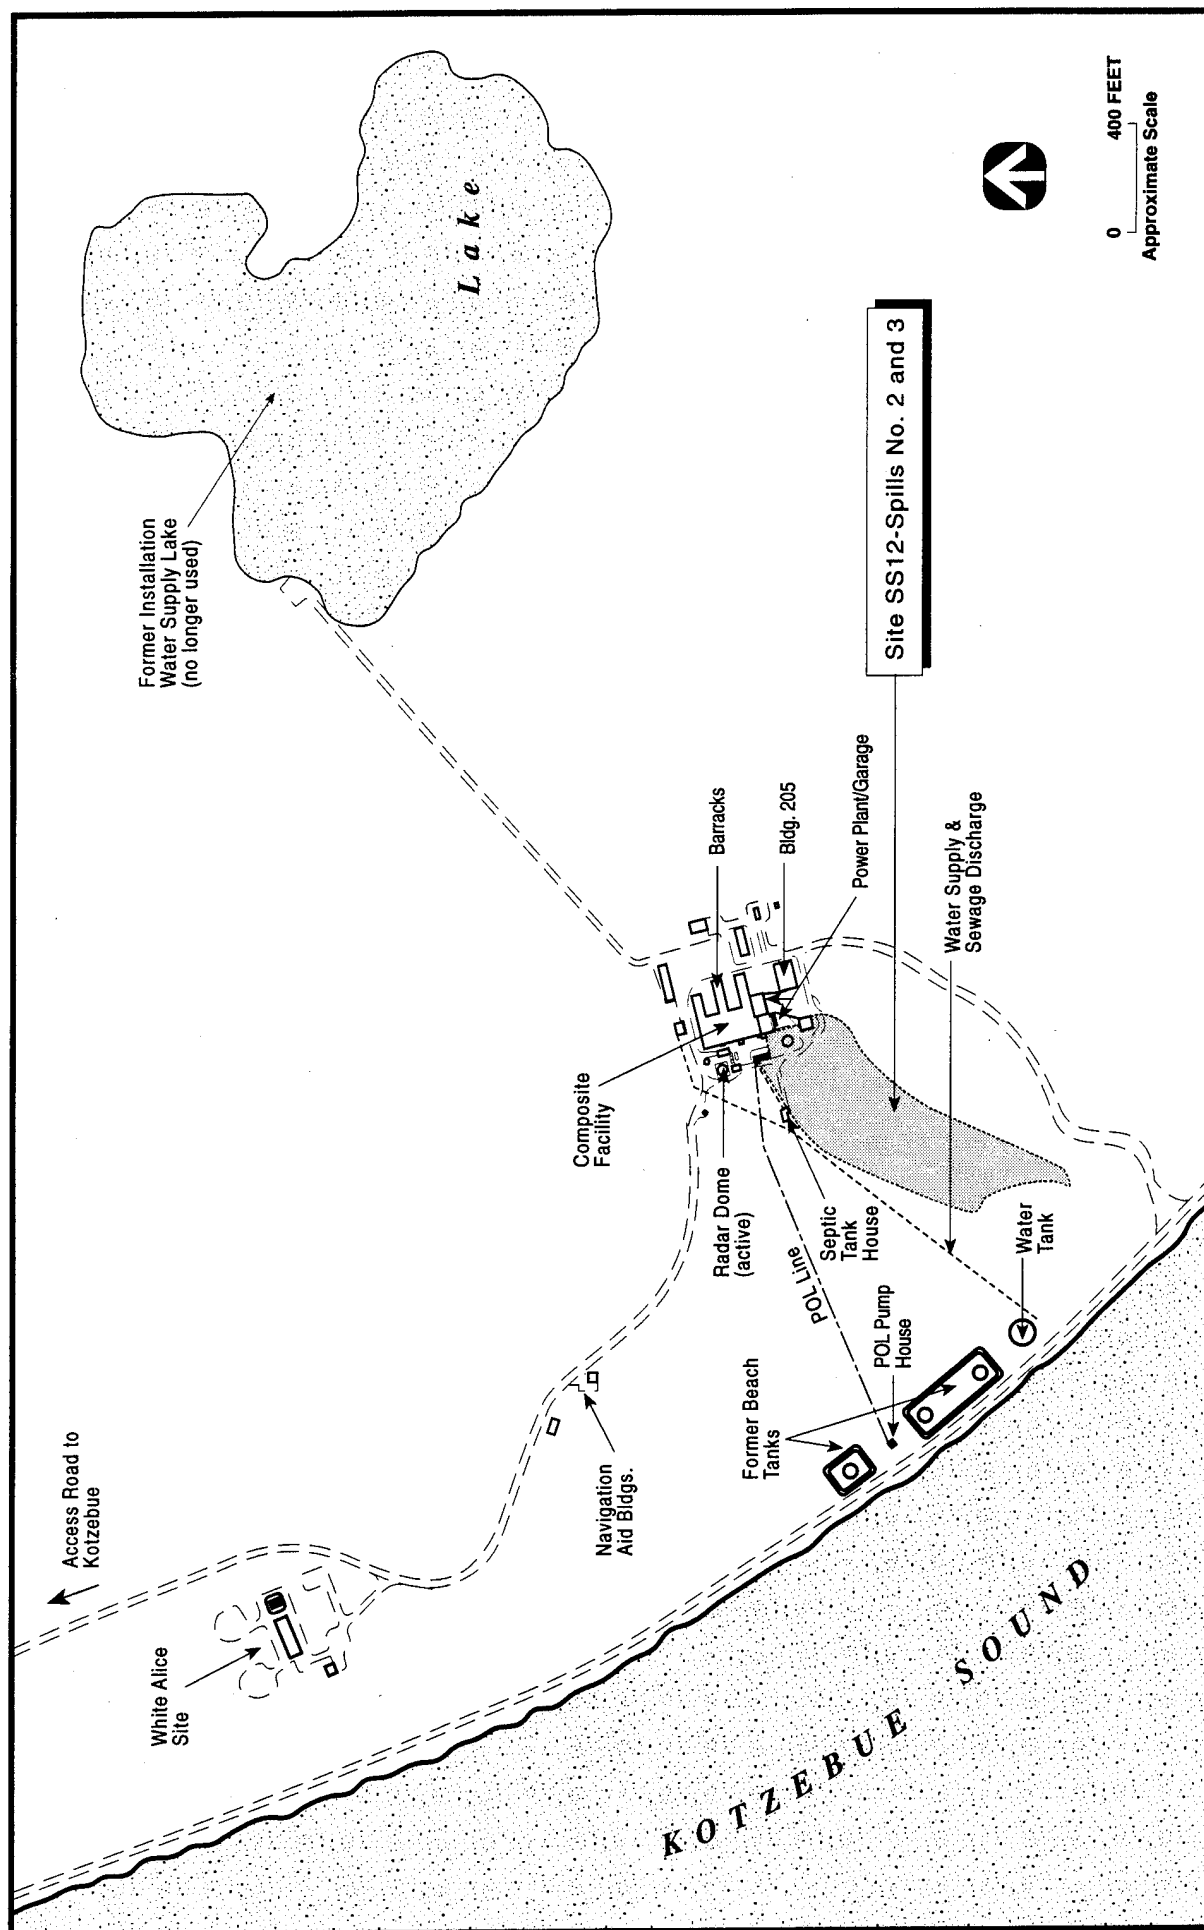 Access Road to
Kotzebue
White Alice
Site
Former Installation
Water Supply Lake
(no longer used)
Lake
Navigation
Aid Bldgs.
Composite
Facility
Barracks
Radar Dome
(active)
Bldg. 205
POL Line
Septic
Tank
House
Power Plant/Garage
Former Beach
Tanks
POL Pump
House
Site SS12-Spills No. 2 and 3
Water Supply &
Sewage Discharge
Water
Tank
KOTZEBUE SOUND
0 400 FEET
Approximate Scale